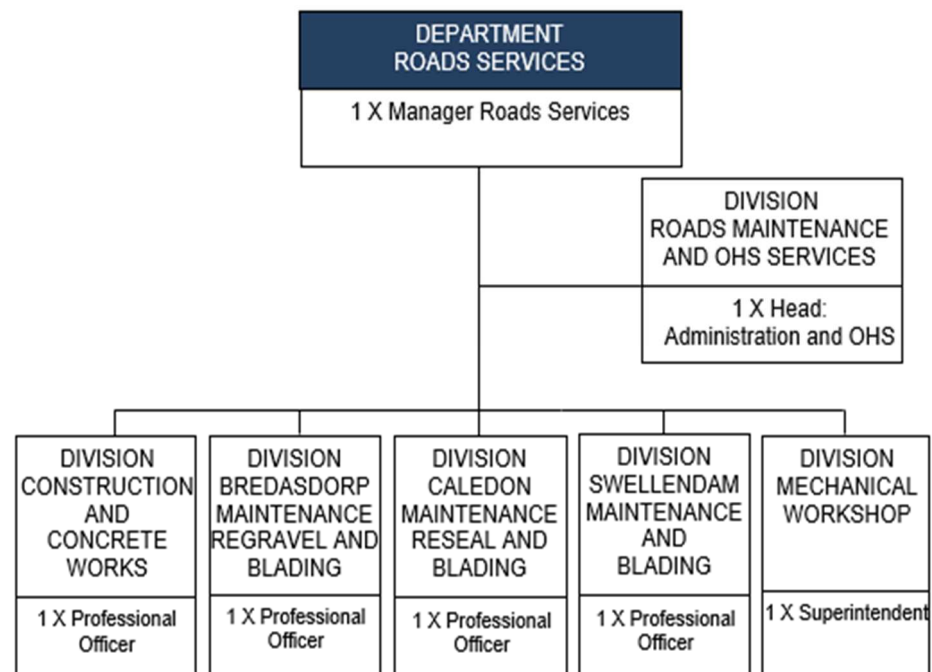 DEPARTMENT
ROADS SERVICES
1 X Manager Roads Services
DIVISION
ROADS MAINTENANCE
AND OHS SERVICES
1 X Head:
Administration and OHS
DIVISION
CONSTRUCTION
AND
CONCRETE
WORKS
1 X Professional
Officer
DIVISION
BREDASDORP
MAINTENANCE
REGRAVEL AND
BLADING
1 X Professional
Officer
DIVISION
CALEDON
MAINTENANCE
RESEAL AND
BLADING
1 X Professional
Officer
DIVISION
SWELLENDAM
MAINTENANCE
AND
BLADING
1 X Professional
Officer
DIVISION
MECHANICAL
WORKSHOP
1 X Superintendent